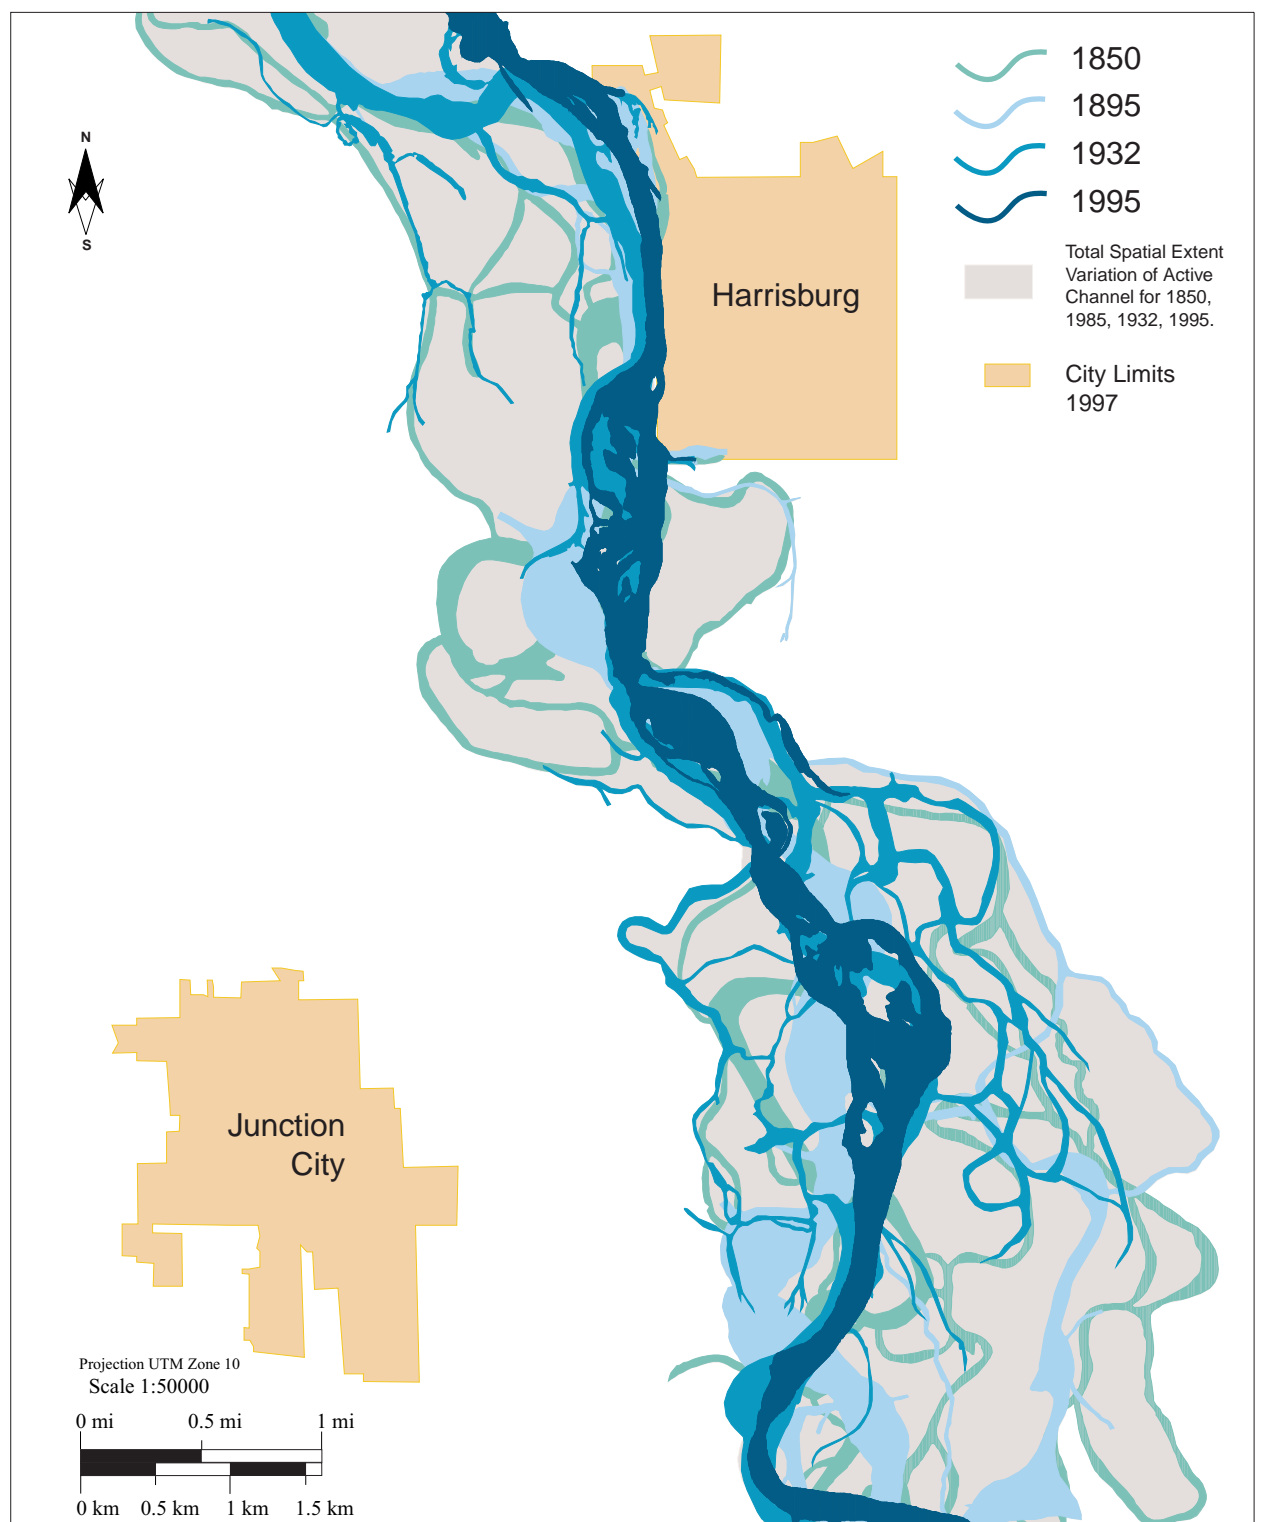 1850
1895
1932
1995
Total Spatial Extent
Variation of Active
Channel for 1850,
1985, 1932, 1995.
City Limits
1997
N
S
Harrisburg
Junction
City
Projection UTM Zone 10
Scale 1:50000
0 mi 0.5 mi 1 mi
0 km 0.5 km 1 km 1.5 km